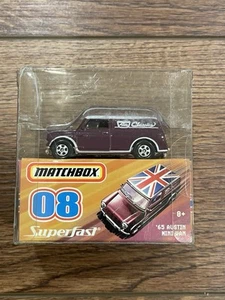 MATCHBOX
08
Superfast
8+
'65 AUSTIN
MINI VAN